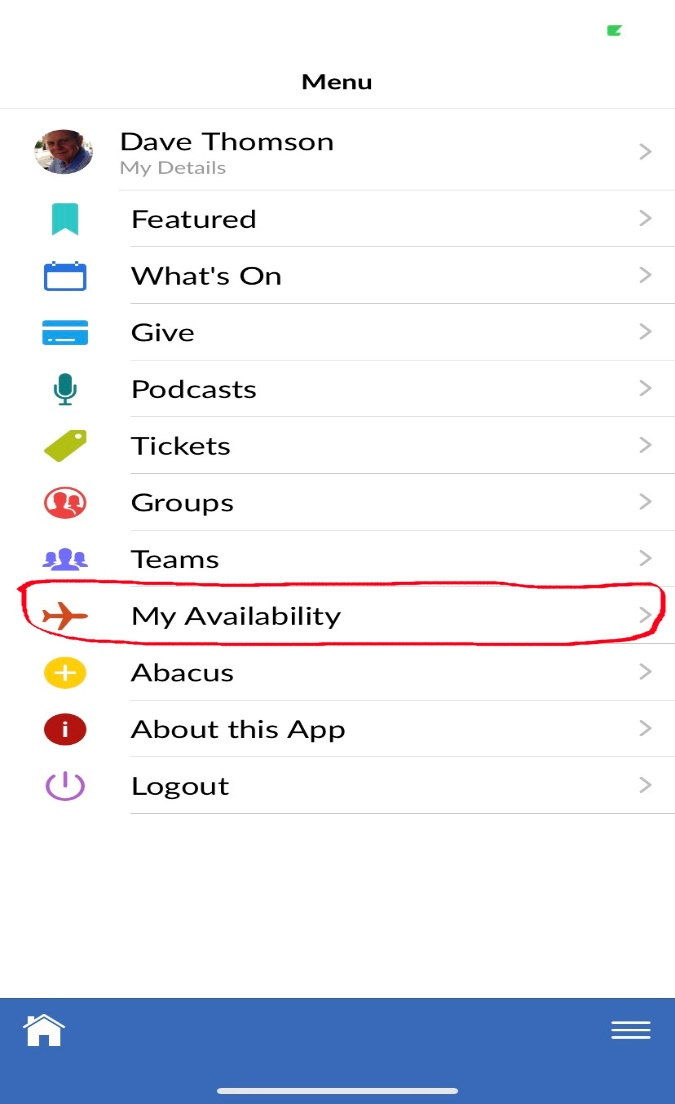 Menu
Dave Thomson
My Details
Featured
What's On
Give
Podcasts
Tickets
Groups
Teams
My Availability
Abacus
About this App
Logout